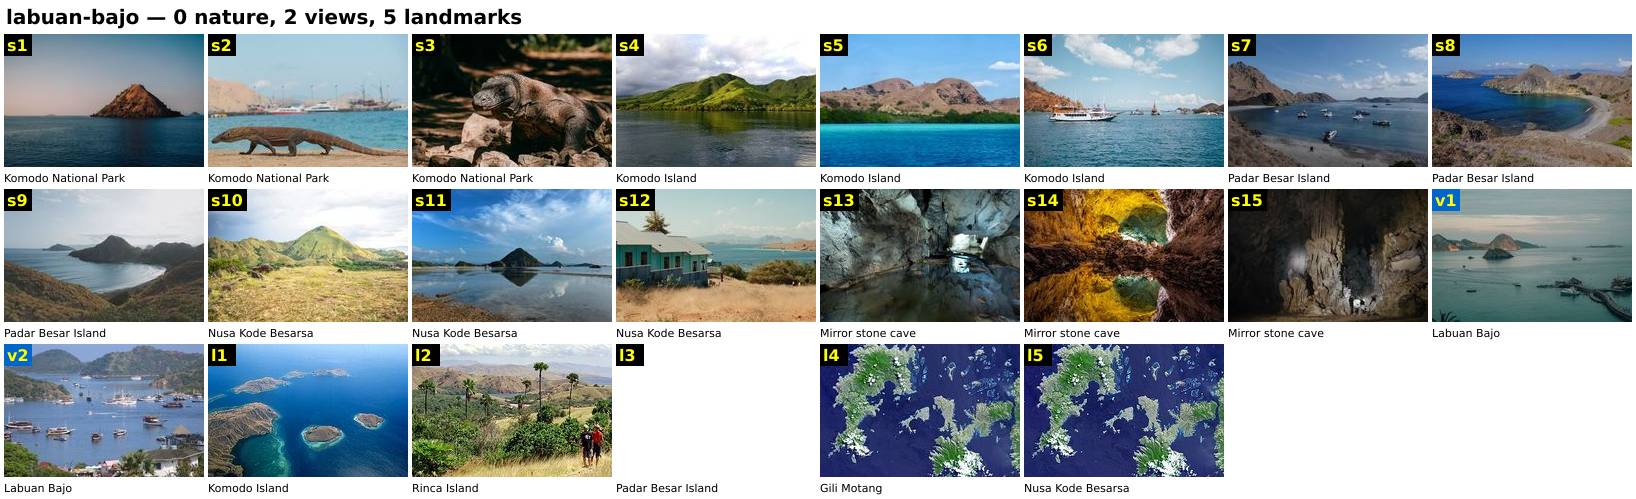 labuan-bajo — 0 nature, 2 views, 5 landmarks
s1 s2 s3 s4 s5 s6 s7 s8
Komodo National Park Komodo National Park Komodo National Park Komodo Island Komodo Island Komodo Island Padar Besar Island Padar Besar Island
s9 s10 s11 s12 s13 s14 s15 v1
Padar Besar Island Nusa Kode Besarsa Nusa Kode Besarsa Nusa Kode Besarsa Mirror stone cave Mirror stone cave Mirror stone cave Labuan Bajo
v2 l1 l2 l3 l4 l5
Labuan Bajo Komodo Island Rinca Island Padar Besar Island Gili Motang Nusa Kode Besarsa